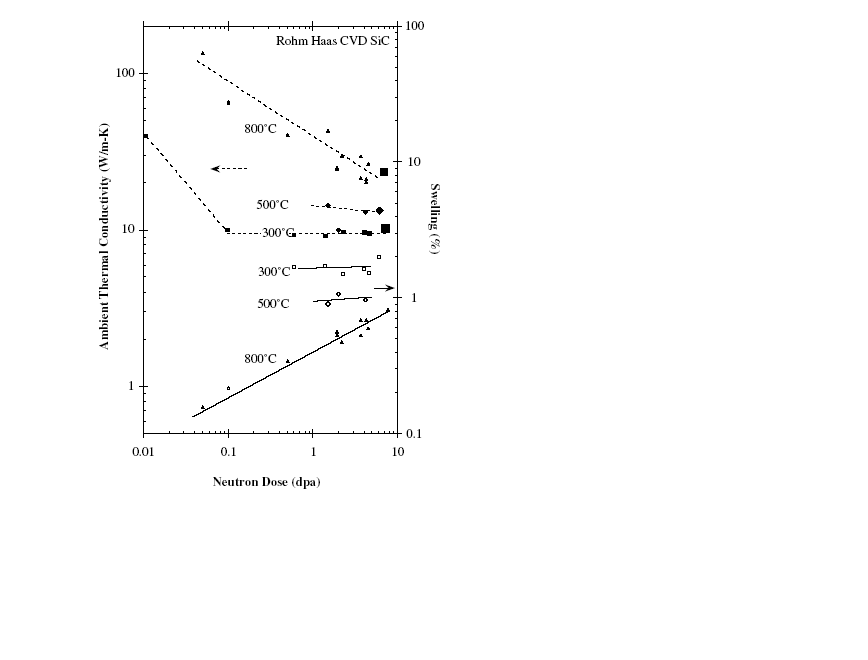 100
Rohm Haas CVD SiC
100
800°C
10
500°C
10
300°C
300°C
500°C
1
800°C
1
0.1
0.01
0.1
1
10
Neutron Dose (dpa)
Ambient Thermal Conductivity (W/m-K)
Swelling (%)